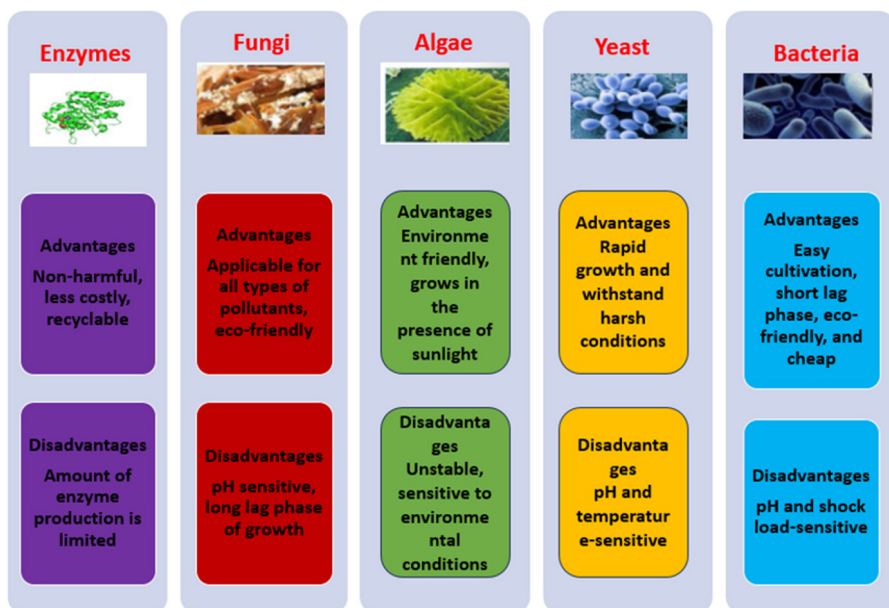 Enzymes
Fungi
Algae
Yeast
Bacteria
Advantages
Non-harmful,
less costly,
recyclable
Advantages
Applicable for
all types of
pollutants,
eco-friendly
Advantages
Environme
nt friendly,
grows in
the
presence of
sunlight
Advantages
Rapid
growth and
withstand
harsh
conditions
Advantages
Easy
cultivation,
short lag
phase, eco-
friendly, and
cheap
Disadvantages
Amount of
enzyme
production is
limited
Disadvantages
pH sensitive,
long lag phase
of growth
Disadvanta
ges
Unstable,
sensitive to
environme
ntal
conditions
Disadvanta
ges
pH and
temperatur
e-sensitive
Disadvantages
pH and shock
load-sensitive